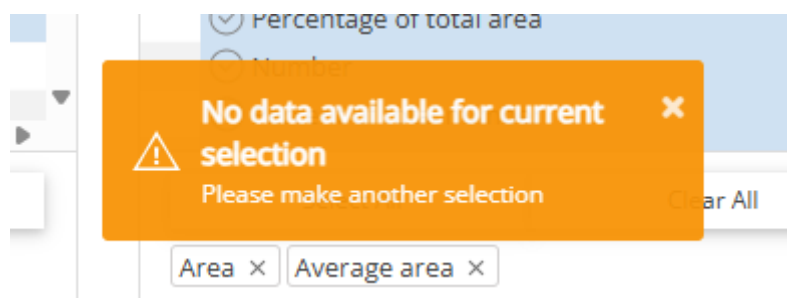 Percentage of total area
Number
No data available for current
selection
Please make another selection
Clear All
Area
Average area